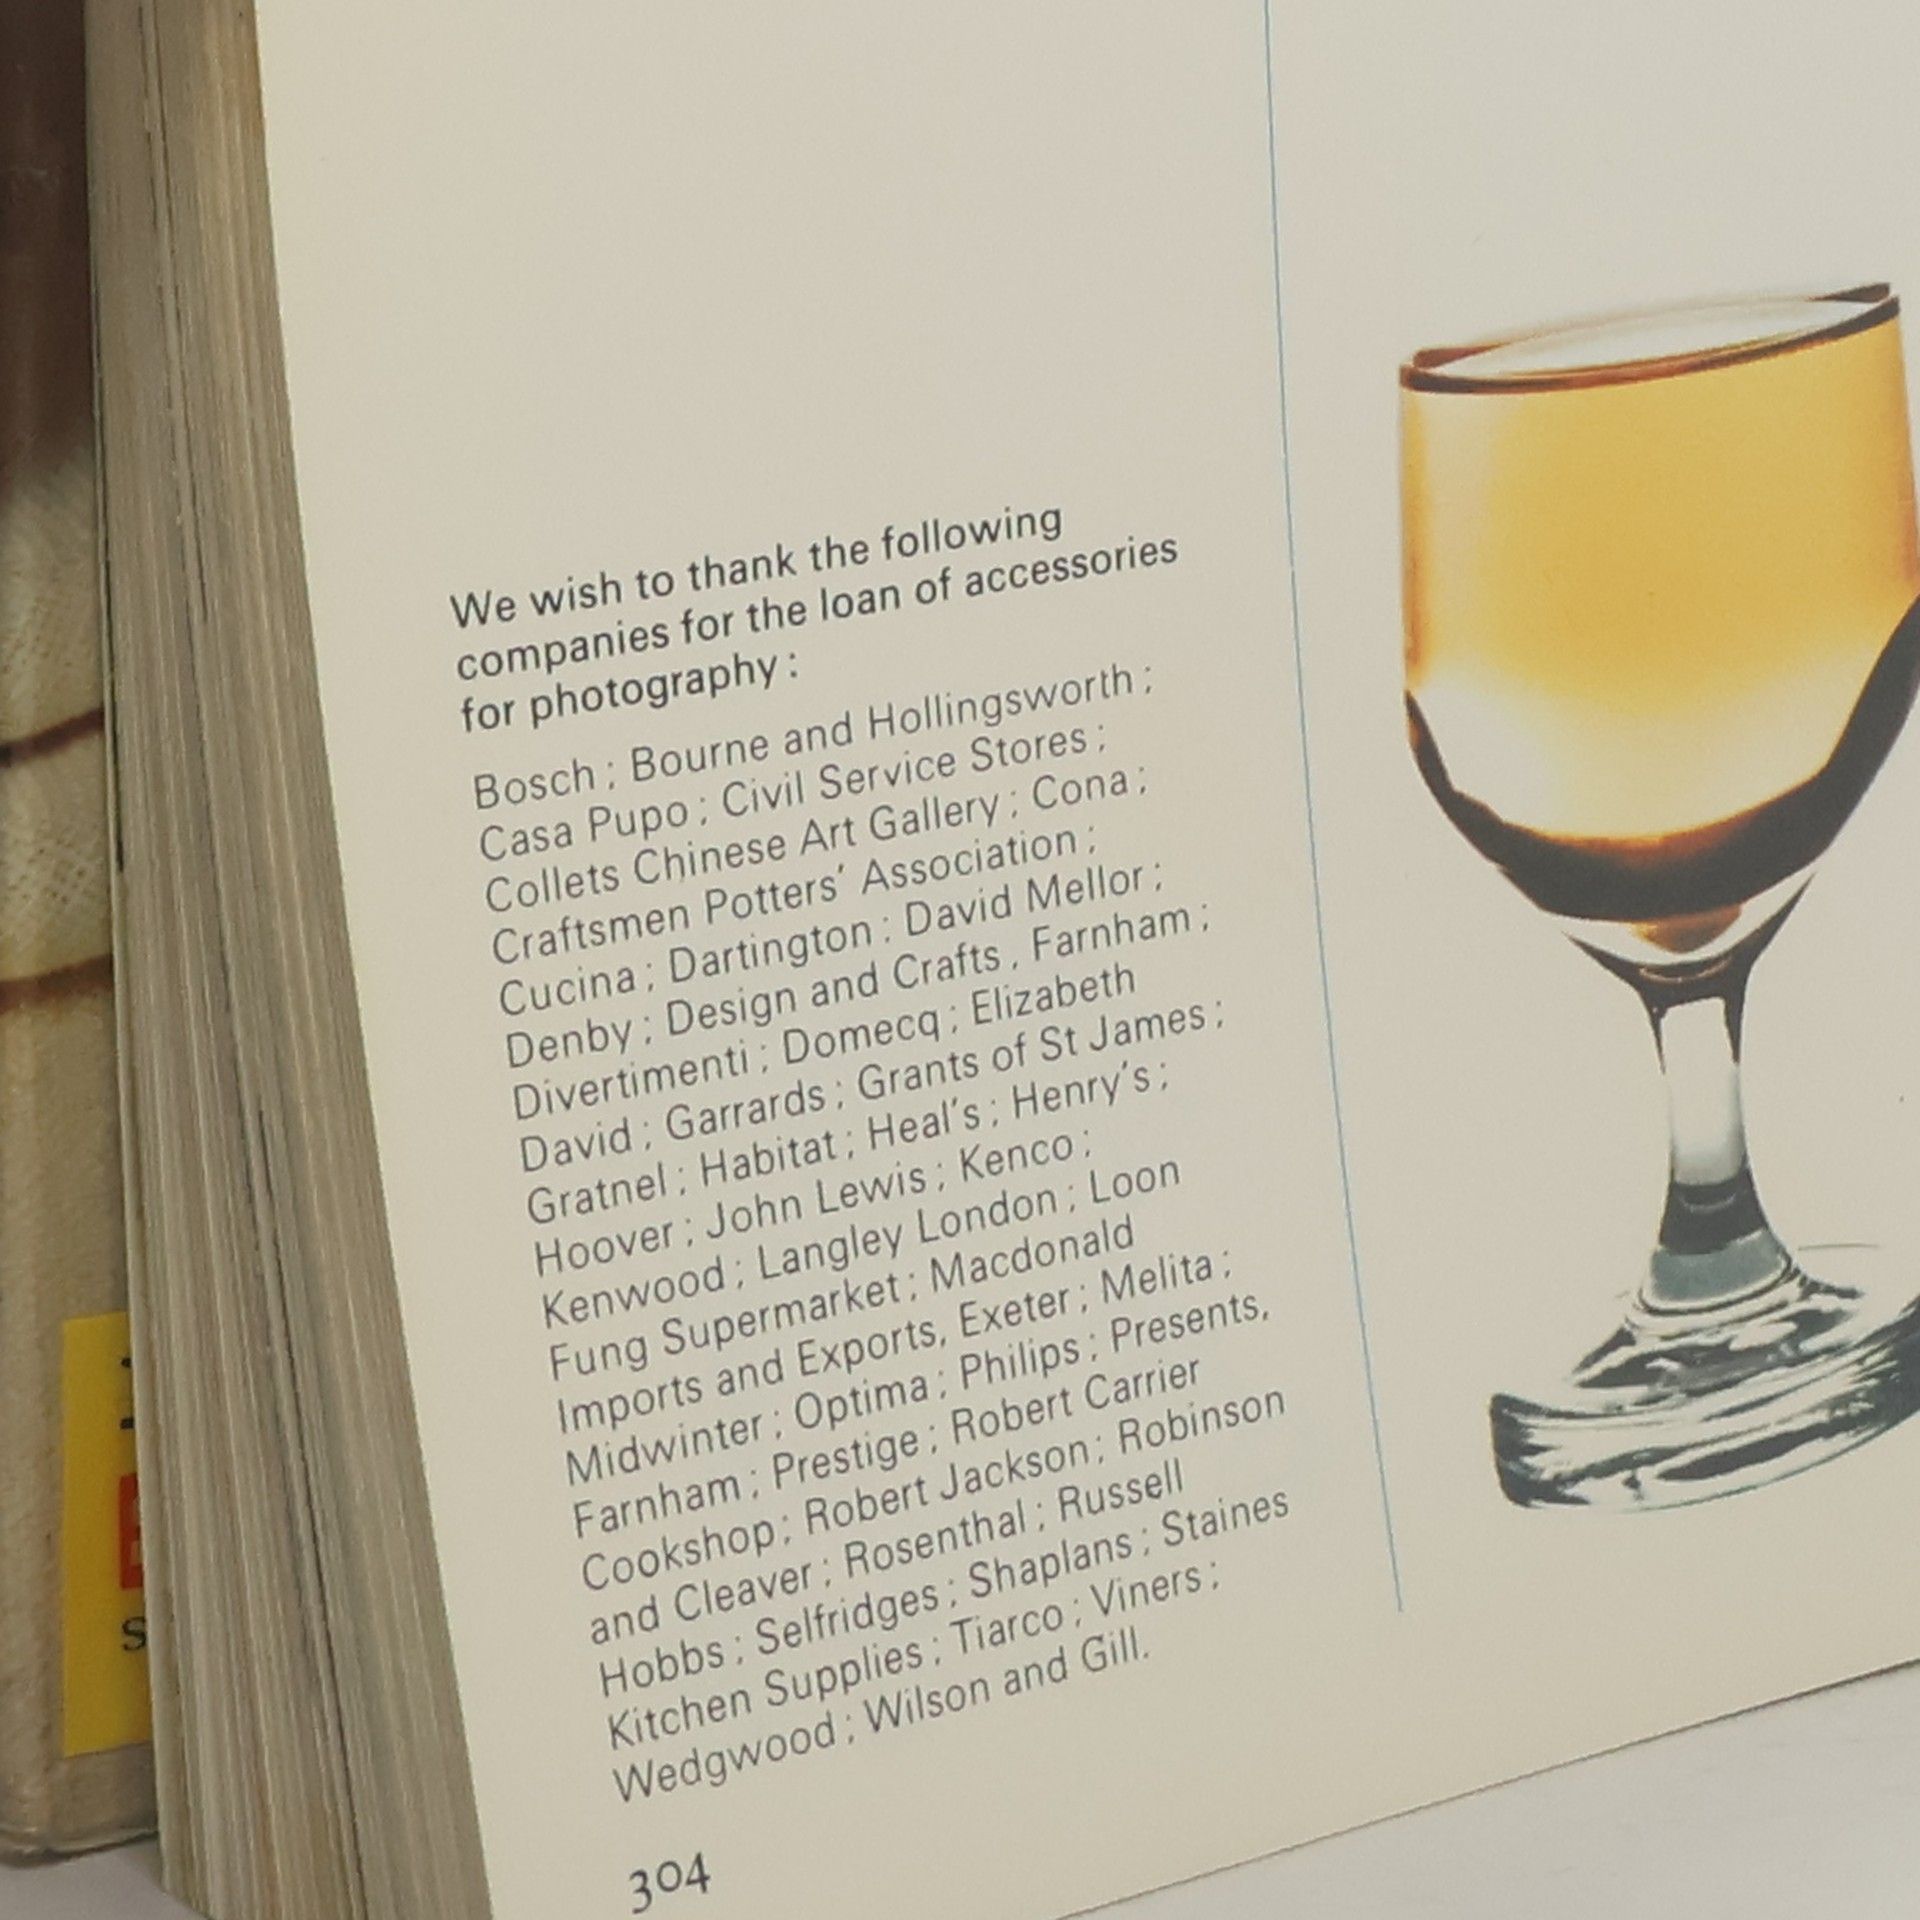 We wish to thank the following
companies for the loan of accessories
for photography:
Bosch; Bourne and Hollingsworth;
Casa Pupo; Civil Service Stores;
Collets Chinese Art Gallery; Cona;
Craftsmen Potters' Association;
Cucina; Dartington; David Mellor;
Denby; Design and Crafts, Farnham;
Divertimenti; Domecq; Elizabeth
David; Garrards; Grants of St James;
Gratnel; Habitat; Heal's; Henry's;
Hoover; John Lewis; Kenco;
Kenwood; Langley London; Loon
Fung Supermarket; Macdonald
Imports and Exports, Exeter; Melita;
Midwinter; Optima; Philips; Presents,
Farnham; Prestige; Robert Carrier
Cookshop; Robert Jackson; Robinson
and Cleaver; Rosenthal; Russell
Hobbs; Selfridges; Shaplans; Staines
Kitchen Supplies; Tiarco; Viners;
Wedgwood; Wilson and Gill.
304